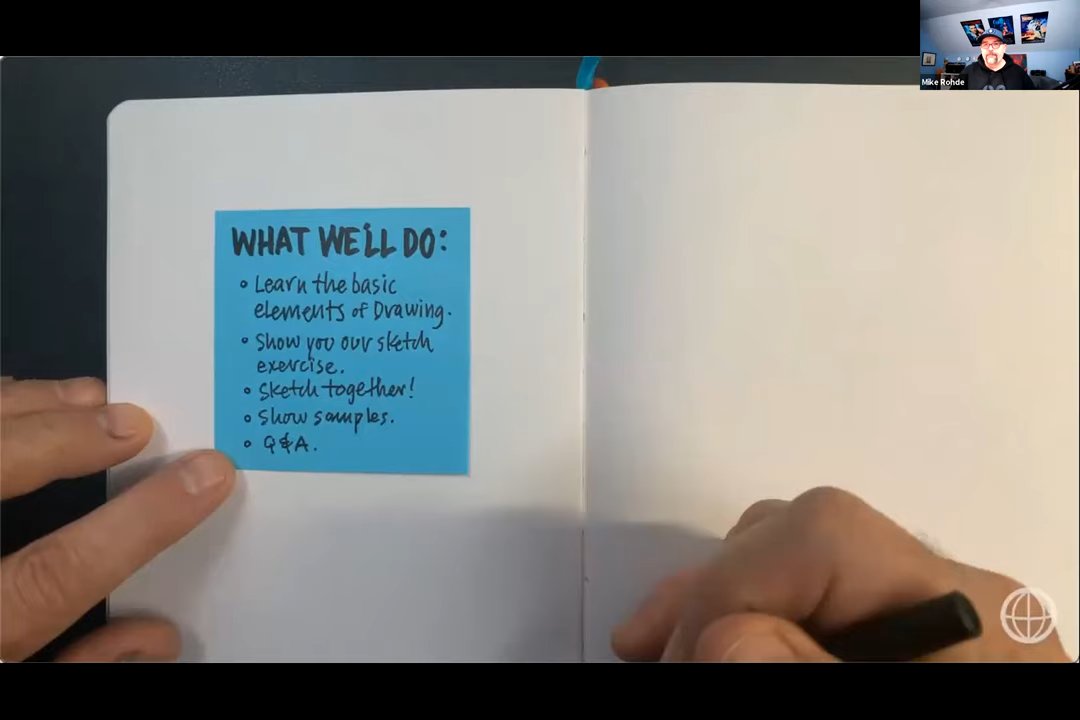 Mike Rohde
WHAT WE'LL DO:
• Learn the basic
elements of Drawing.
• Show you our sketch
exercise.
• Sketch together!
• Show samples.
• Q&A.